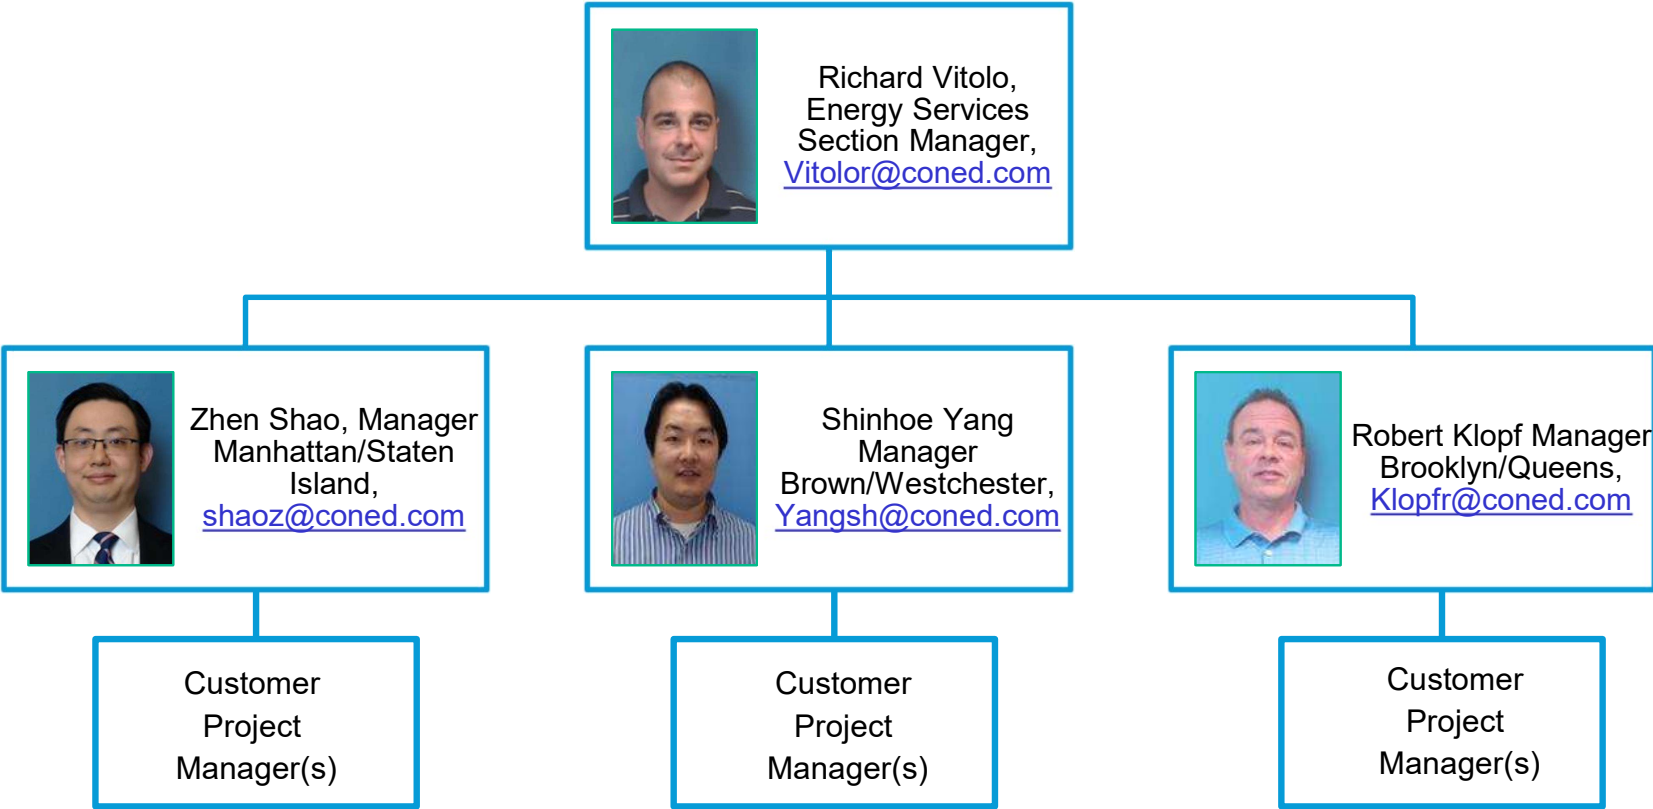 Richard Vitolo,
Energy Services
Section Manager,
Vitolor@coned.com
Zhen Shao, Manager
Manhattan/Staten
Island,
shaoz@coned.com
Shinhoe Yang
Manager
Brown/Westchester,
Yangsh@coned.com
Robert Klopf Manager
Brooklyn/Queens,
Klopfr@coned.com
Customer
Project
Manager(s)
Customer
Project
Manager(s)
Customer
Project
Manager(s)